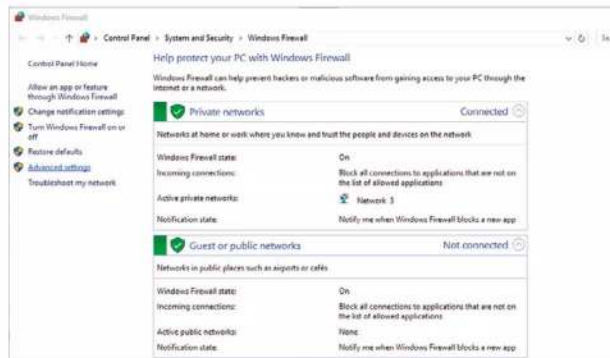 Windows Firewall
Control Panel > System and Security > Windows Firewall
Control Panel Home
Allow an app or feature
through Windows Firewall
Change notification settings
Turn Windows Firewall on or
off
Restore defaults
Advanced settings
Troubleshoot my network
Help protect your PC with Windows Firewall
Windows Firewall can help prevent hackers or malicious software from gaining access to your PC through the
Internet or a network.
Private networks Connected
Networks at home or work where you know and trust the people and devices on the network
Windows Firewall state: On
Incoming connections: Block all connections to applications that are not on
the list of allowed applications
Active private networks: Network 3
Notification state: Notify me when Windows Firewall blocks a new app
Guest or public networks Not connected
Networks in public places such as airports or cafés
Windows Firewall state: On
Incoming connections: Block all connections to applications that are not on
the list of allowed applications
Active public networks: None
Notification state: Notify me when Windows Firewall blocks a new app